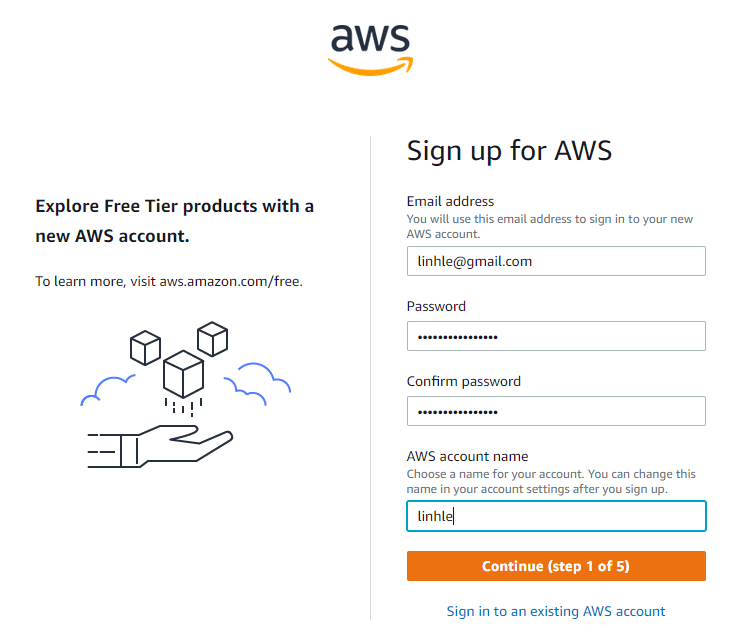 aws
Explore Free Tier products with a
new AWS account.
To learn more, visit aws.amazon.com/free.
Sign up for AWS
Email address
You will use this email address to sign in to your new
AWS account.
linhle@gmail.com
Password
••••••••••••••••
Confirm password
••••••••••••••••
AWS account name
Choose a name for your account. You can change this
name in your account settings after you sign up.
linhle
Continue (step 1 of 5)
Sign in to an existing AWS account